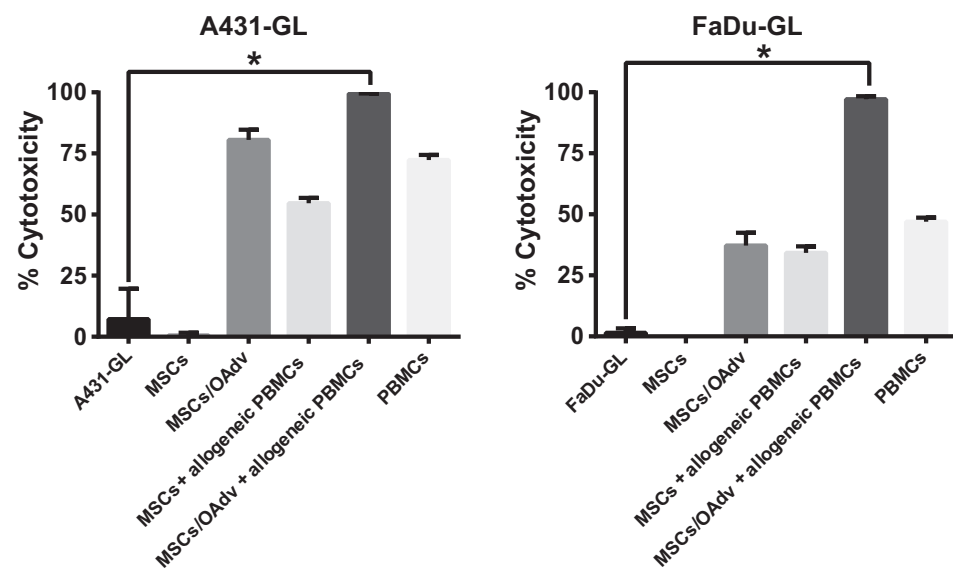 A431-GL
*
% Cytotoxicity
100
75
50
25
0
A431-GL
MSCs
MSCs/OAdv
MSCs + allogeneic PBMCs
MSCs/OAdv + allogeneic PBMCs
PBMCs
FaDu-GL
*
% Cytotoxicity
100
75
50
25
0
FaDu-GL
MSCs
MSCs/OAdv
MSCs + allogeneic PBMCs
MSCs/OAdv + allogeneic PBMCs
PBMCs